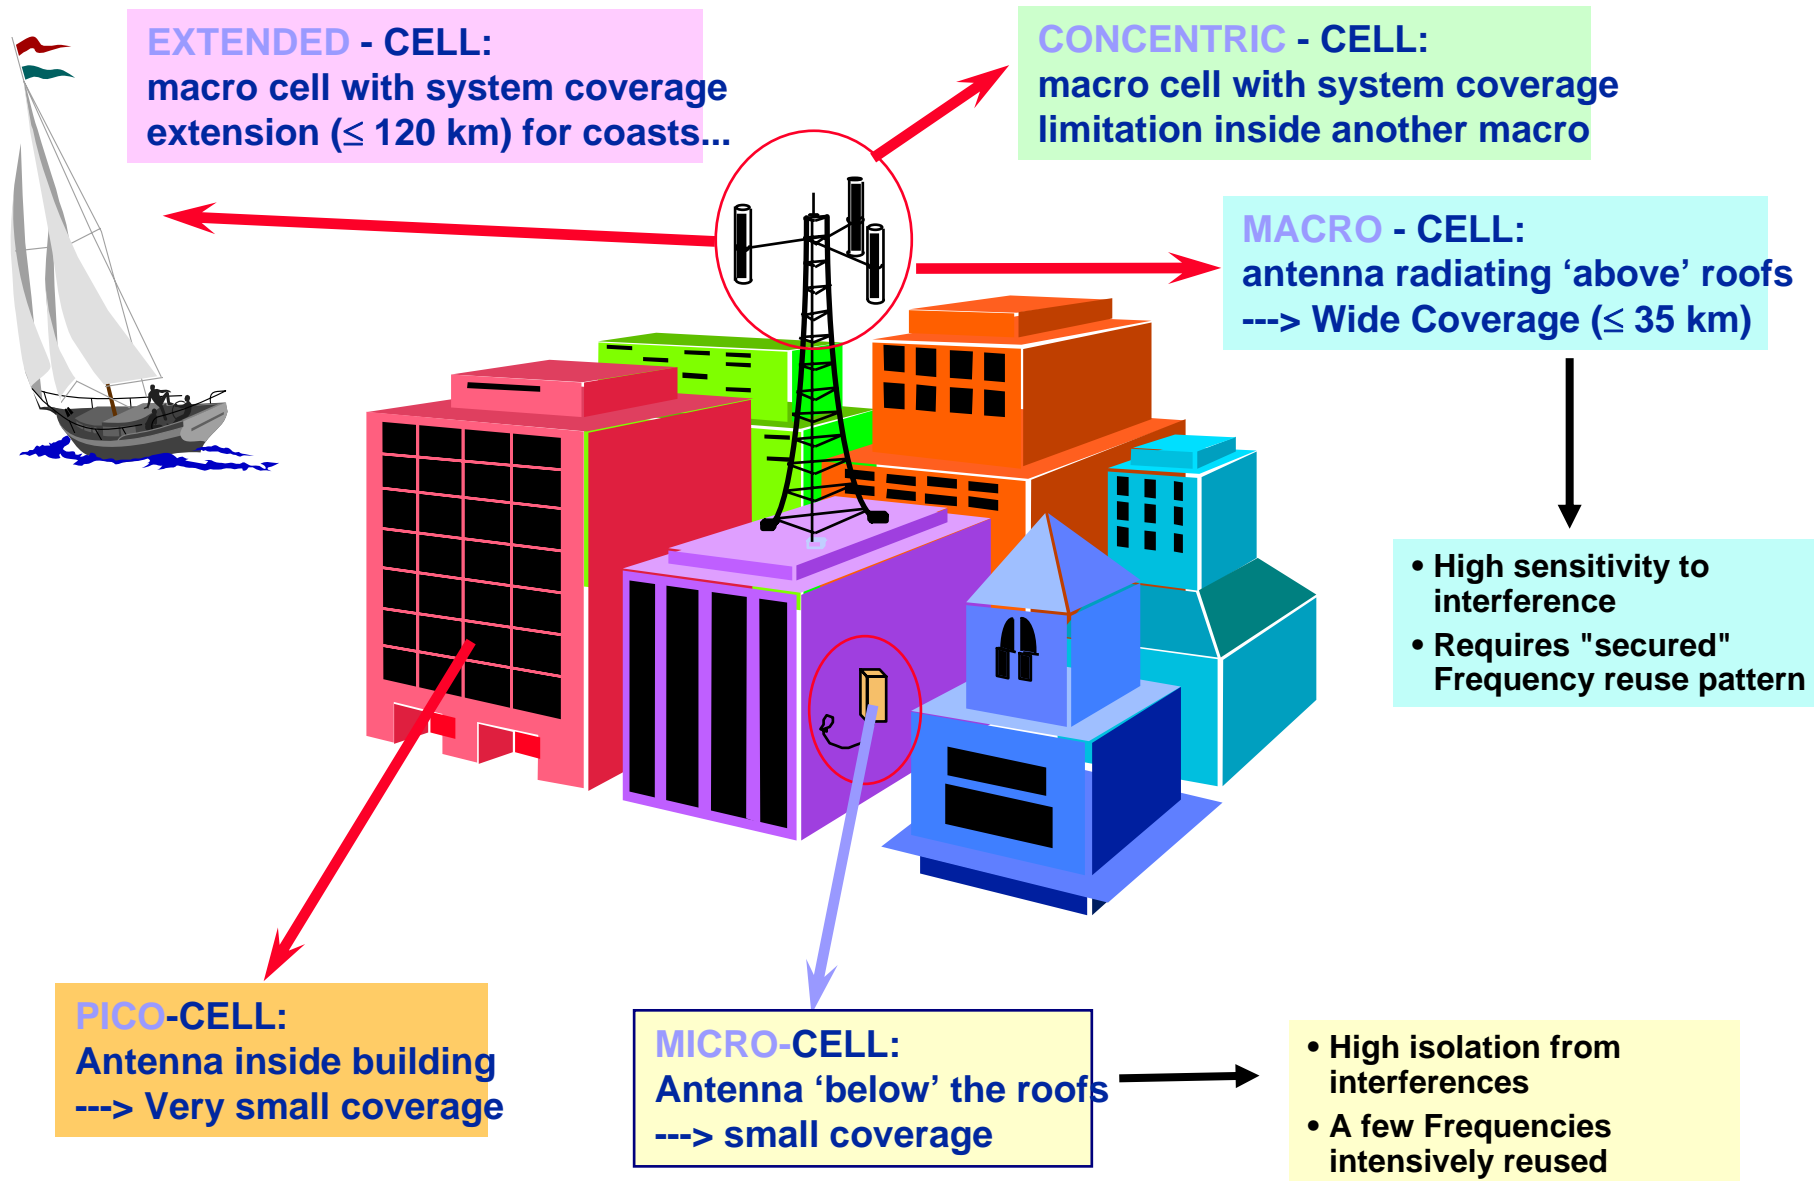 EXTENDED - CELL:
macro cell with system coverage
extension (≤ 120 km) for coasts...
CONCENTRIC - CELL:
macro cell with system coverage
limitation inside another macro
MACRO - CELL:
antenna radiating ‘above’ roofs
---> Wide Coverage (≤ 35 km)
• High sensitivity to
interference
• Requires "secured"
Frequency reuse pattern
PICO-CELL:
Antenna inside building
---> Very small coverage
MICRO-CELL:
Antenna ‘below’ the roofs
---> small coverage
• High isolation from
interferences
• A few Frequencies
intensively reused